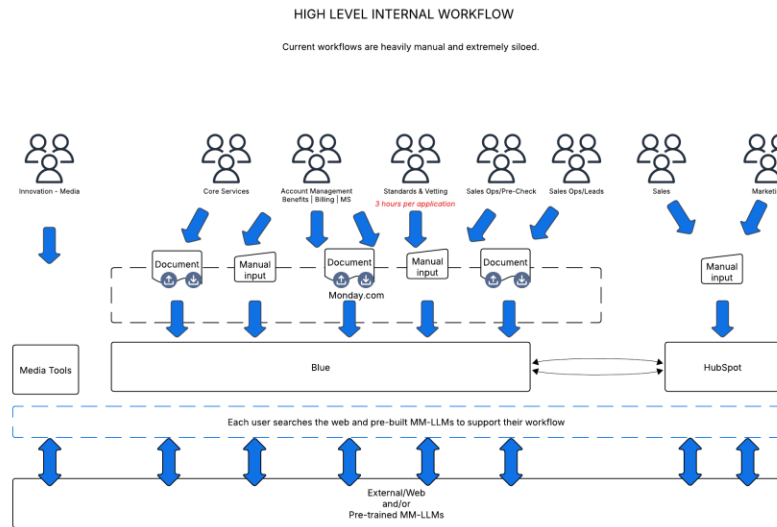 HIGH LEVEL INTERNAL WORKFLOW
Current workflows are heavily manual and extremely siloed.
Innovation - Media
Core Services
Account Management
Benefits | Billing | MS
Standards & Vetting
3 hours per application
Sales Ops/Pre-Check
Sales Ops/Leads
Sales
Marketin
Document
Manual
input
Document
Manual
input
Document
Manual
input
Monday.com
Media Tools
Blue
HubSpot
Each user searches the web and pre-built MM-LLMs to support their workflow
External/Web
and/or
Pre-trained MM-LLMs